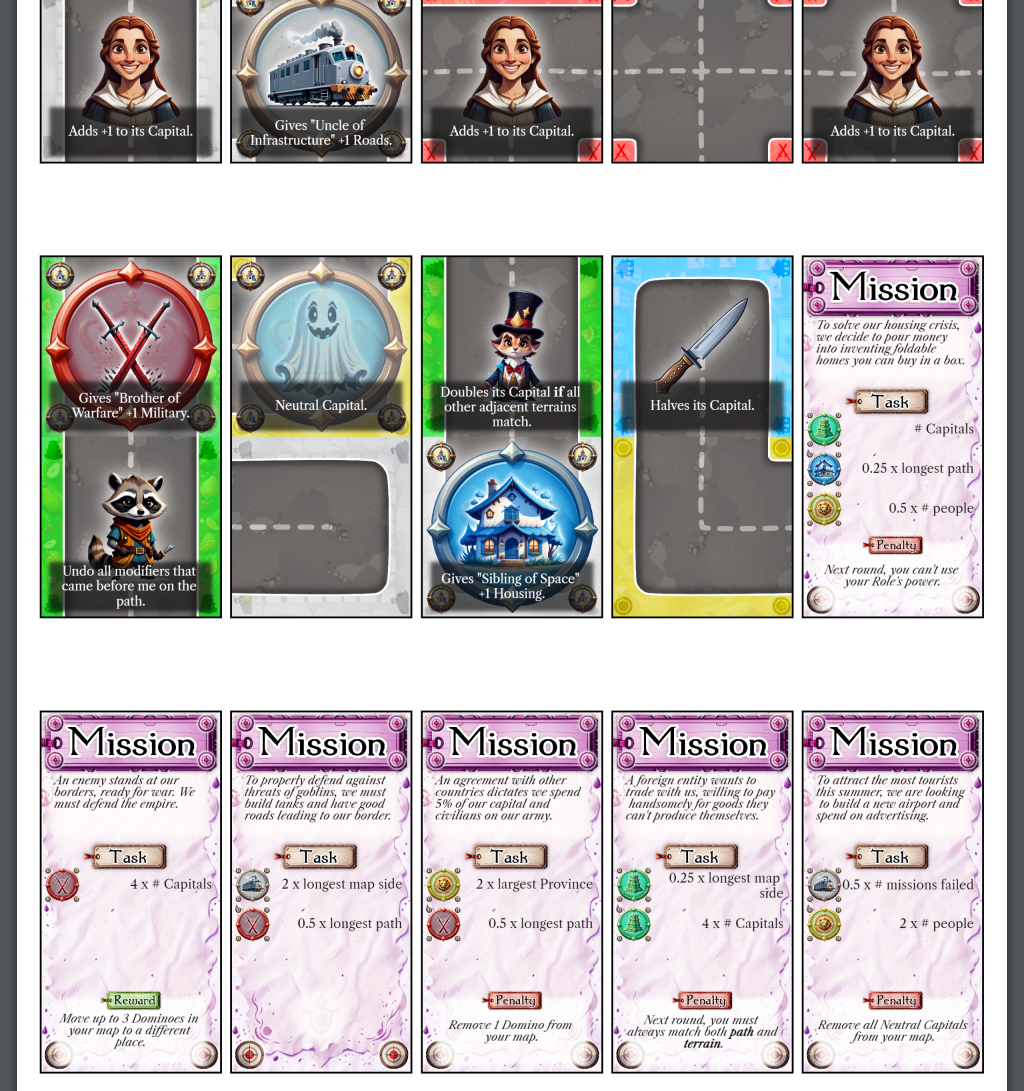 Adds +1 to its Capital.
Gives "Uncle of
Infrastructure" +1 Roads.
Adds +1 to its Capital.
Adds +1 to its Capital.
Gives "Brother of
Warfare" +1 Military.
Undo all modifiers that
came before me on the
path.
Neutral Capital.
Doubles its Capital if all
other adjacent terrains
match.
Gives "Sibling of Space"
+1 Housing.
Halves its Capital.
Mission
To solve our housing crisis,
we decide to pour money
into inventing foldable
homes you can buy in a box.
Task
# Capitals
0.25 x longest path
0.5 x # people
Penalty
Next round, you can't use
your Role's power.
Mission
An enemy stands at our
borders, ready for war. We
must defend the empire.
Task
4 x # Capitals
Reward
Move up to 3 Dominoes in
your map to a different
place.
Mission
To properly defend against
threats of goblins, we must
build tanks and have good
roads leading to our border.
Task
2 x longest map side
0.5 x longest path
Mission
An agreement with other
countries dictates we spend
5% of our capital and
civilians on our army.
Task
2 x largest Province
0.5 x longest path
Penalty
Remove 1 Domino from
your map.
Mission
A foreign entity wants to
trade with us, willing to pay
handsomely for goods they
can't produce themselves.
Task
0.25 x longest map
side
4 x # Capitals
Penalty
Next round, you must
always match both path and
terrain.
Mission
To attract the most tourists
this summer, we are looking
to build a new airport and
spend on advertising.
Task
0.5 x # missions failed
2 x # people
Penalty
Remove all Neutral Capitals
from your map.